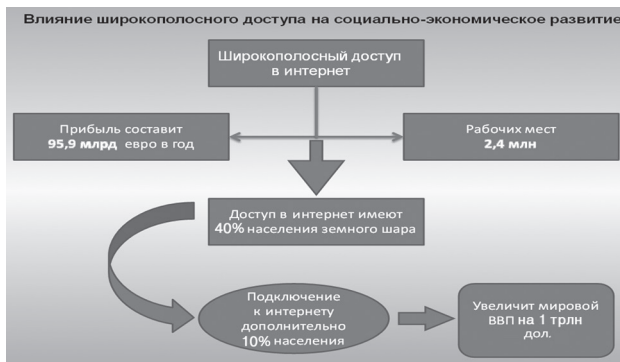 Влияние широкополосного доступа на социально-экономическое развитие
Широкополосный доступ
в интернет
Прибыль составит
95,9 млрд евро в год
Рабочих мест
2,4 млн
Доступ в интернет имеют
40% населения земного шара
Подключение
к интернету
дополнительно
10% населения
Увеличит мировой
ВВП на 1 трлн
дол.